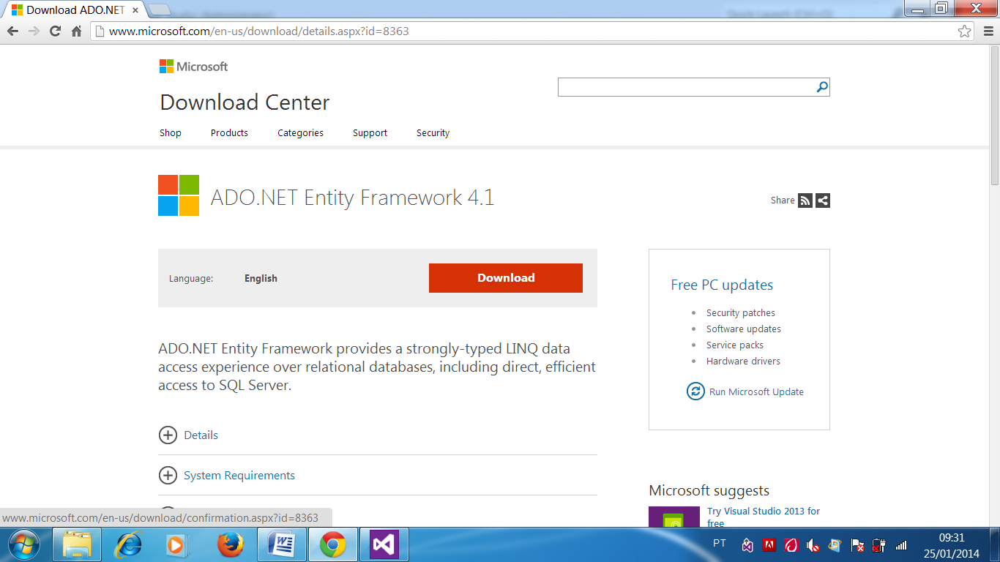 Download ADO.NET
www.microsoft.com/en-us/download/details.aspx?id=8363
Microsoft
Download Center
Shop Products Categories Support Security
ADO.NET Entity Framework 4.1
Share
Language: English
Download
ADO.NET Entity Framework provides a strongly-typed LINQ data
access experience over relational databases, including direct, efficient
access to SQL Server.
Details
System Requirements
Free PC updates
Security patches
Software updates
Service packs
Hardware drivers
Run Microsoft Update
Microsoft suggests
Try Visual Studio 2013 for
free
www.microsoft.com/en-us/download/confirmation.aspx?id=8363
PT
09:31
25/01/2014